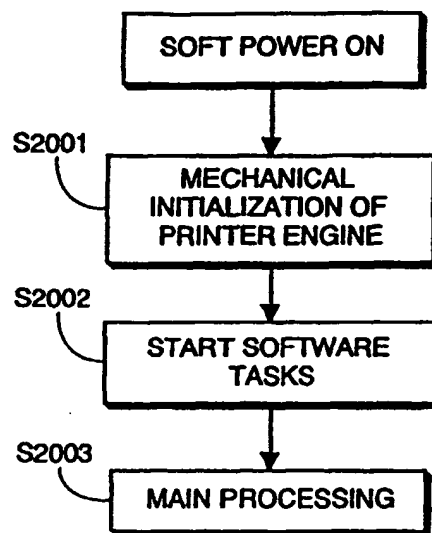 SOFT POWER ON
S2001
MECHANICAL
INITIALIZATION OF
PRINTER ENGINE
S2002
START SOFTWARE
TASKS
S2003
MAIN PROCESSING